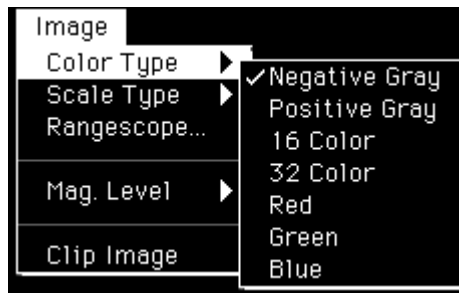 Image
Color Type
Scale Type
Rangescope...
Mag. Level
Clip Image
✓Negative Gray
Positive Gray
16 Color
32 Color
Red
Green
Blue